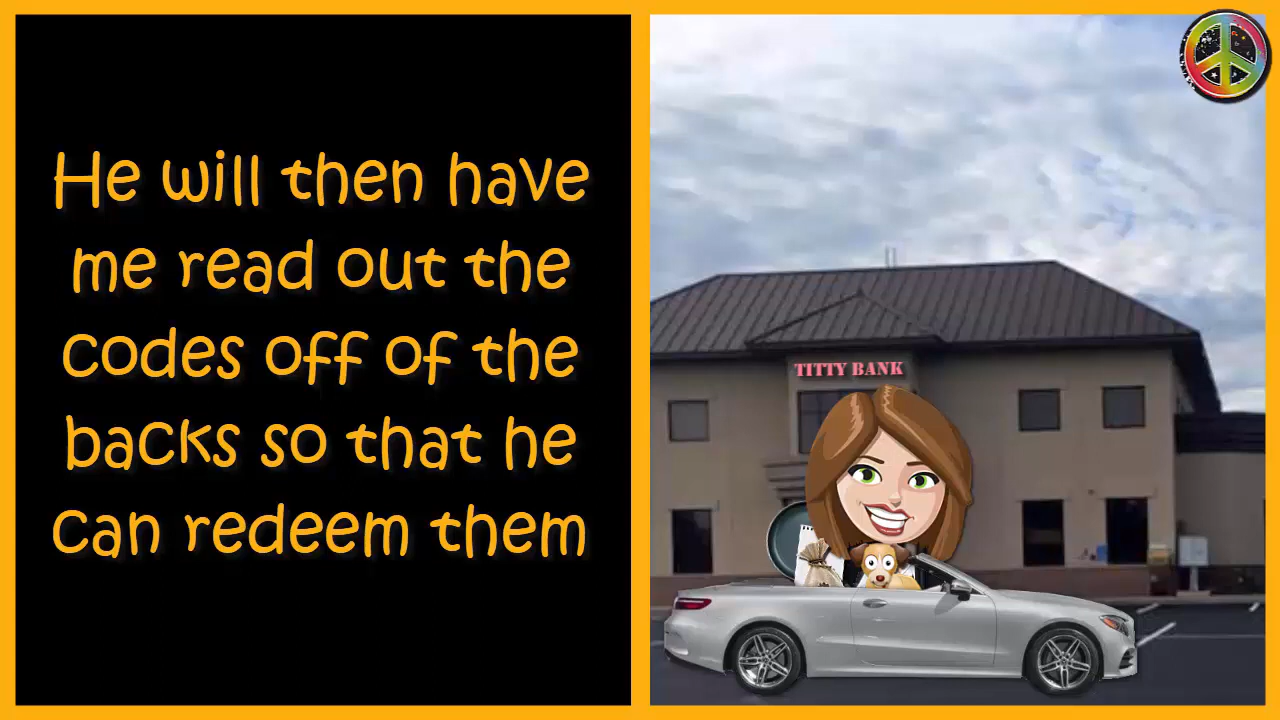 He will then have
me read out the
codes off of the
backs so that he
can redeem them
TITTY BANK